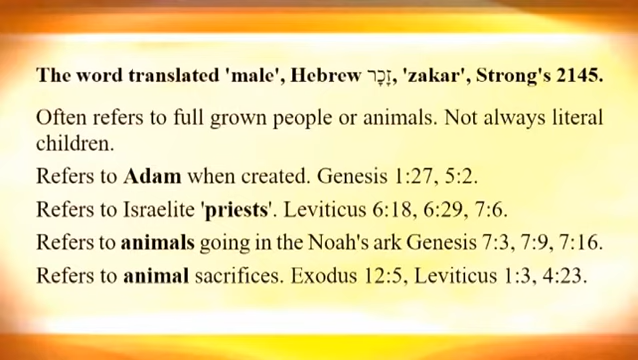 The word translated 'male', Hebrew זָכָר, 'zakar', Strong's 2145.
Often refers to full grown people or animals. Not always literal
children.
Refers to Adam when created. Genesis 1:27, 5:2.
Refers to Israelite 'priests'. Leviticus 6:18, 6:29, 7:6.
Refers to animals going in the Noah's ark Genesis 7:3, 7:9, 7:16.
Refers to animal sacrifices. Exodus 12:5, Leviticus 1:3, 4:23.